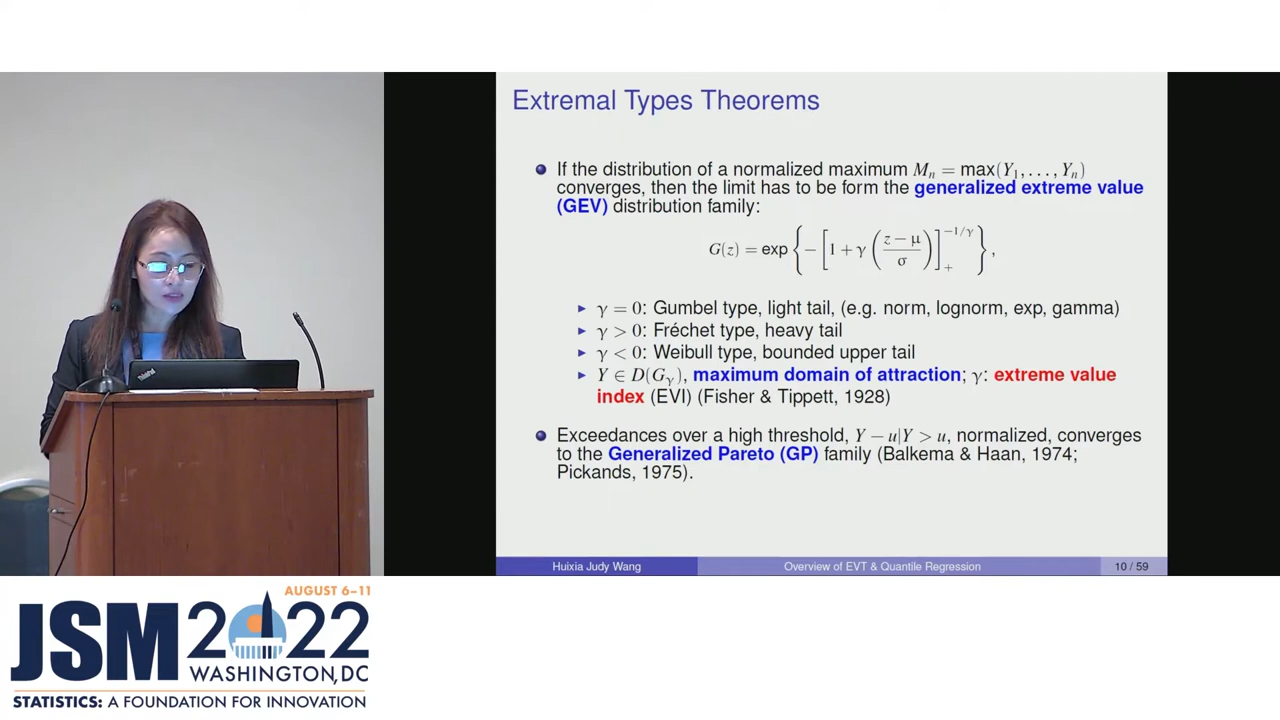 Extremal Types Theorems
If the distribution of a normalized maximum Mₙ = max(Y₁, . . . , Yₙ)
converges, then the limit has to be form the generalized extreme value
(GEV) distribution family:
G(z) = exp { − [ 1 + γ ( (z − μ) / σ ) ]₊^(−1/γ) } ,
γ = 0: Gumbel type, light tail, (e.g. norm, lognorm, exp, gamma)
γ > 0: Fréchet type, heavy tail
γ < 0: Weibull type, bounded upper tail
Y ∈ D(G_γ), maximum domain of attraction; γ: extreme value
index (EVI) (Fisher & Tippett, 1928)
Exceedances over a high threshold, Y − u|Y > u, normalized, converges
to the Generalized Pareto (GP) family (Balkema & Haan, 1974;
Pickands, 1975).
Huixia Judy Wang Overview of EVT & Quantile Regression 10 / 59
ThinkPad
AUGUST 6–11
JSM 2022
WASHINGTON, DC
STATISTICS: A FOUNDATION FOR INNOVATION